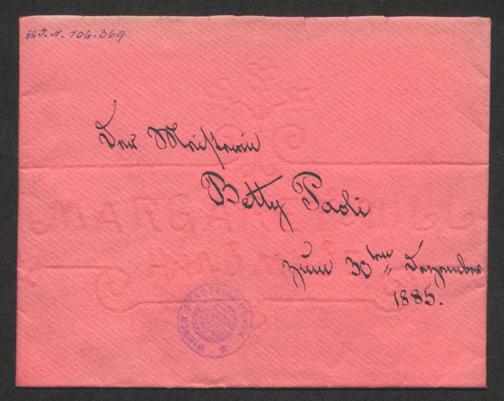 I.N. 106.369
Der Meisterin
Betty Paoli
zum 30ten Dezember
1885.